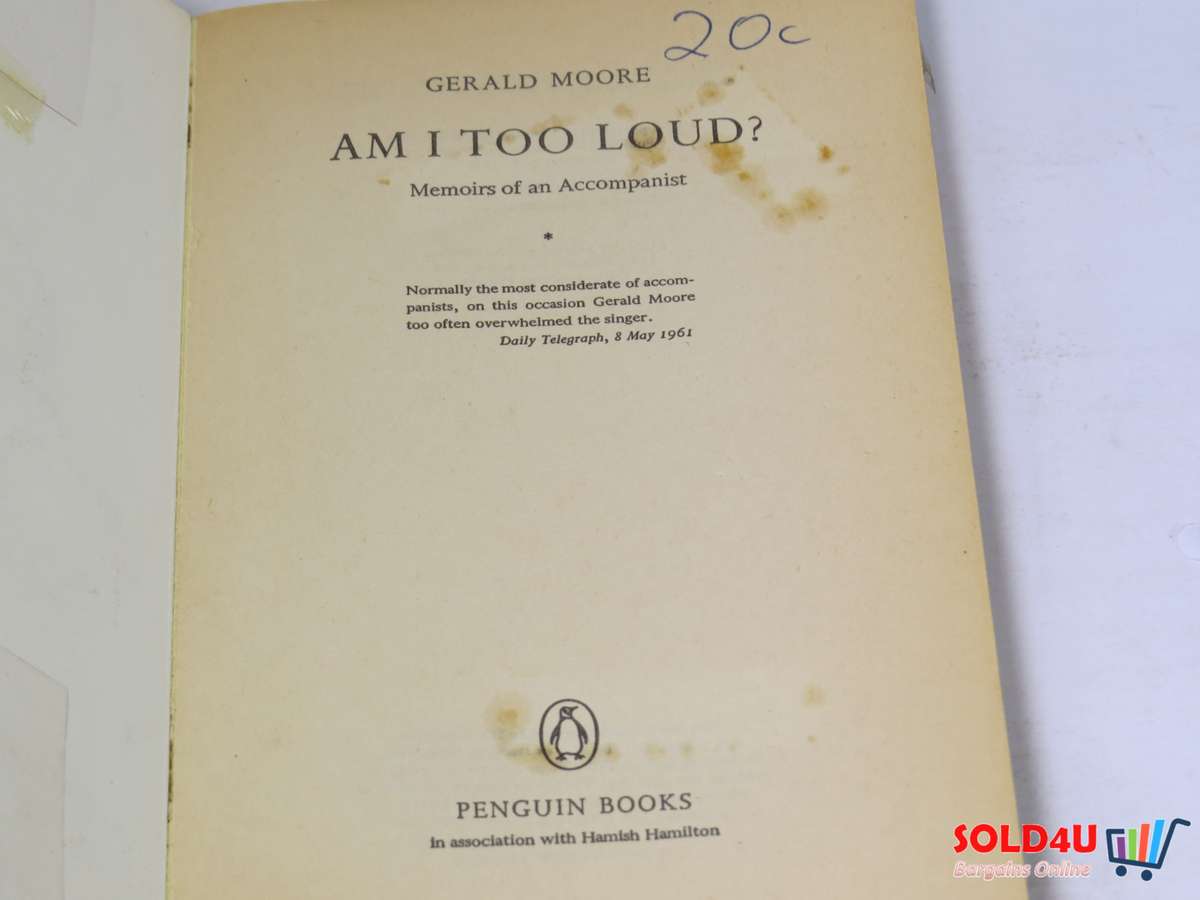 20c
GERALD MOORE
AM I TOO LOUD?
Memoirs of an Accompanist
*
Normally the most considerate of accom-
panists, on this occasion Gerald Moore
too often overwhelmed the singer.
Daily Telegraph, 8 May 1961
PENGUIN BOOKS
in association with Hamish Hamilton
SOLD4U
Bargains Online